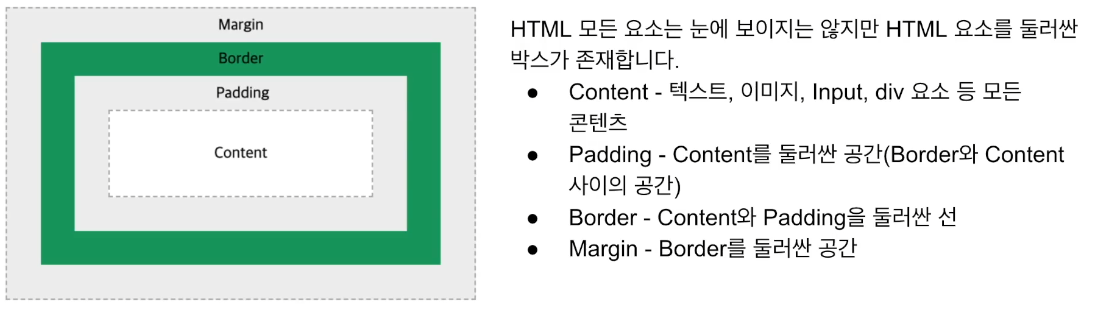 Margin
Border
Padding
Content
HTML 모든 요소는 눈에 보이지는 않지만 HTML 요소를 둘러싼
박스가 존재합니다.
● Content - 텍스트, 이미지, Input, div 요소 등 모든
콘텐츠
● Padding - Content를 둘러싼 공간(Border와 Content
사이의 공간)
● Border - Content와 Padding을 둘러싼 선
● Margin - Border를 둘러싼 공간